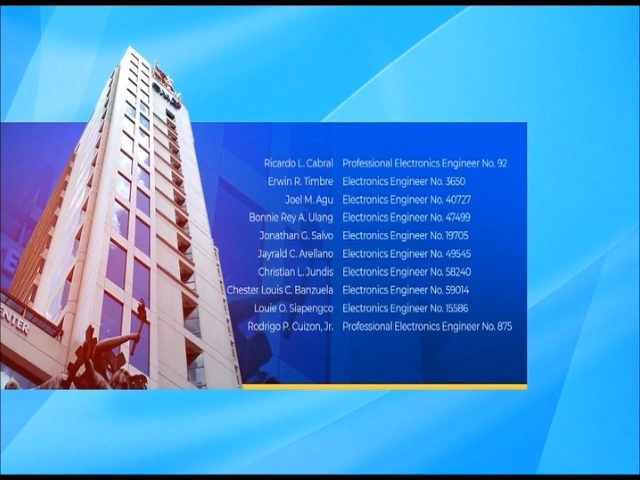 Ricardo L. Cabral Professional Electronics Engineer No. 92
Erwin R. Timbre Electronics Engineer No. 3650
Joel M. Agu Electronics Engineer No. 40727
Bonnie Rey A. Ulang Electronics Engineer No. 47499
Jonathan G. Salvo Electronics Engineer No. 19705
Jayrald C. Arellano Electronics Engineer No. 49545
Christian L. Jundis Electronics Engineer No. 58240
Chester Louis C. Banzuela Electronics Engineer No. 59014
Louie O. Siapengco Electronics Engineer No. 15586
Rodrigo P. Cuizon, Jr. Professional Electronics Engineer No. 875